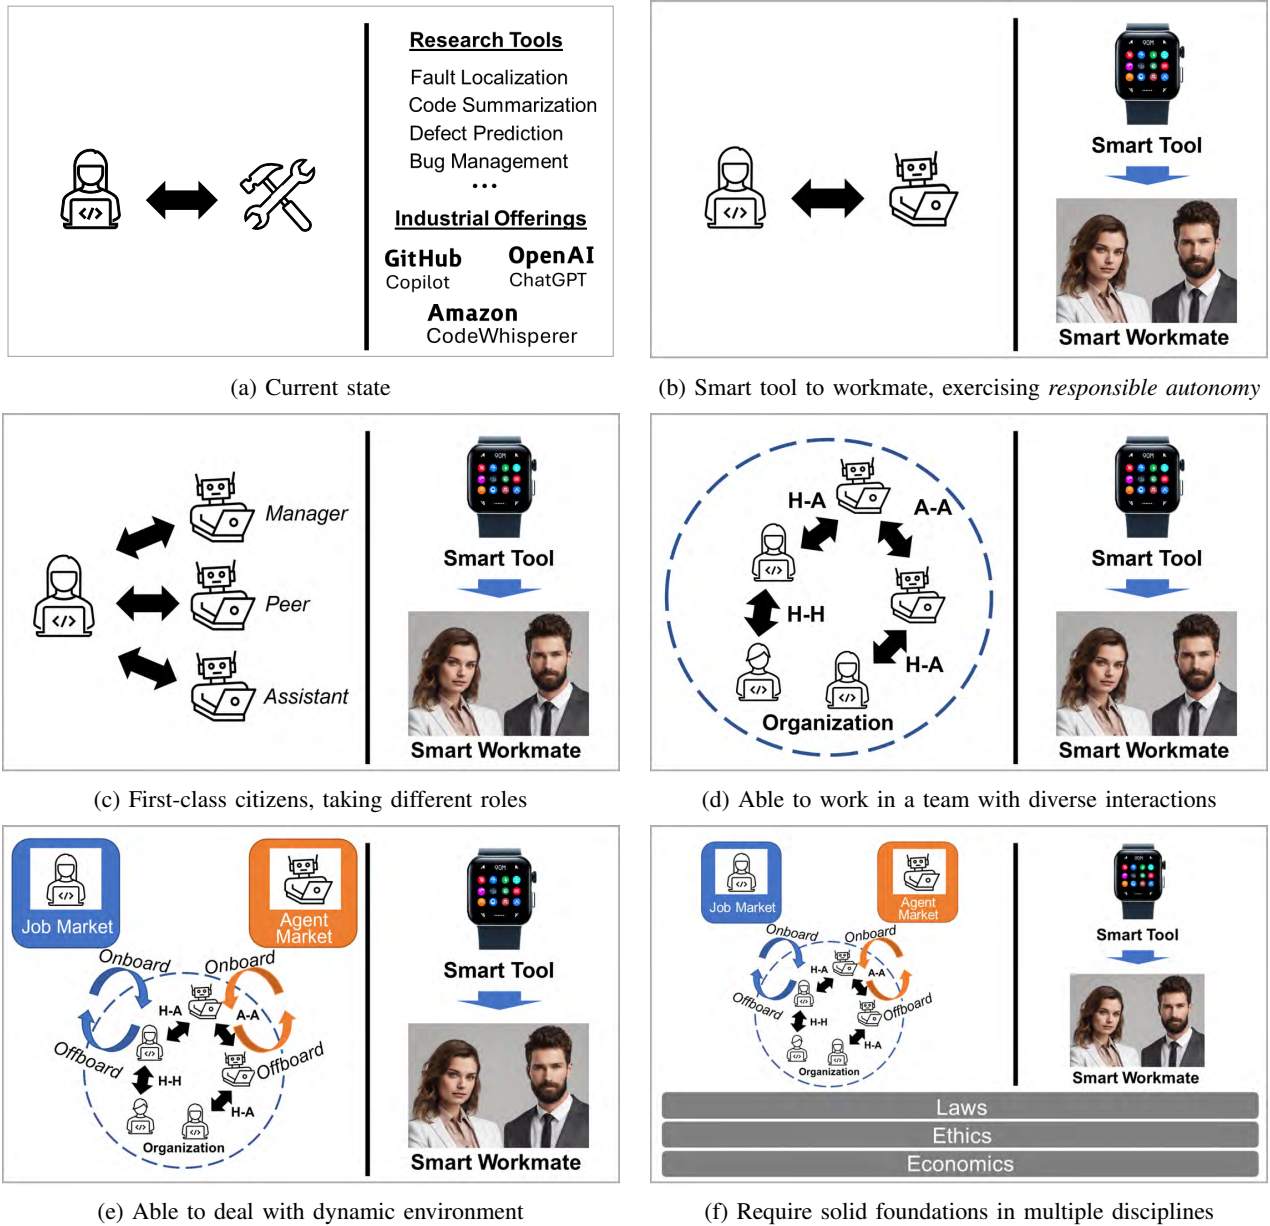 Research Tools
Fault Localization
Code Summarization
Defect Prediction
Bug Management
...
Industrial Offerings
GitHub
Copilot
OpenAI
ChatGPT
Amazon
CodeWhisperer
</>
(a) Current state
</>
Smart Tool
Smart Workmate
(b) Smart tool to workmate, exercising responsible autonomy
</>
Manager
Peer
Assistant
Smart Tool
Smart Workmate
(c) First-class citizens, taking different roles
H-A
A-A
</>
H-H
</>
</>
H-A
Organization
Smart Tool
Smart Workmate
(d) Able to work in a team with diverse interactions
</>
Job Market
Agent
Market
Onboard
Onboard
H-A
A-A
</>
Offboard
Offboard
H-H
</>
</>
H-A
Organization
Smart Tool
Smart Workmate
(e) Able to deal with dynamic environment
</>
Job Market
Agent
Market
Onboard
Onboard
H-A
A-A
Offboard
Offboard
H-H
H-A
Organization
Smart Tool
Smart Workmate
Laws
Ethics
Economics
(f) Require solid foundations in multiple disciplines